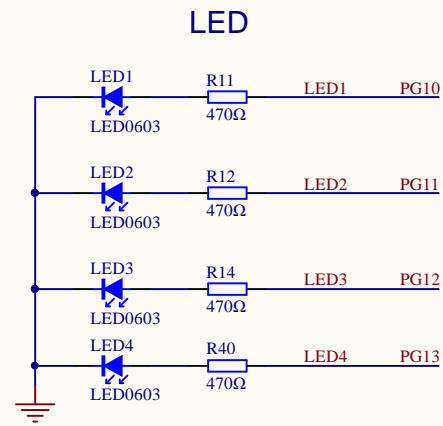 LED
LED1 R11 LED1 PG10
LED0603 470Ω
LED2 R12 LED2 PG11
LED0603 470Ω
LED3 R14 LED3 PG12
LED0603 470Ω
LED4 R40 LED4 PG13
LED0603 470Ω